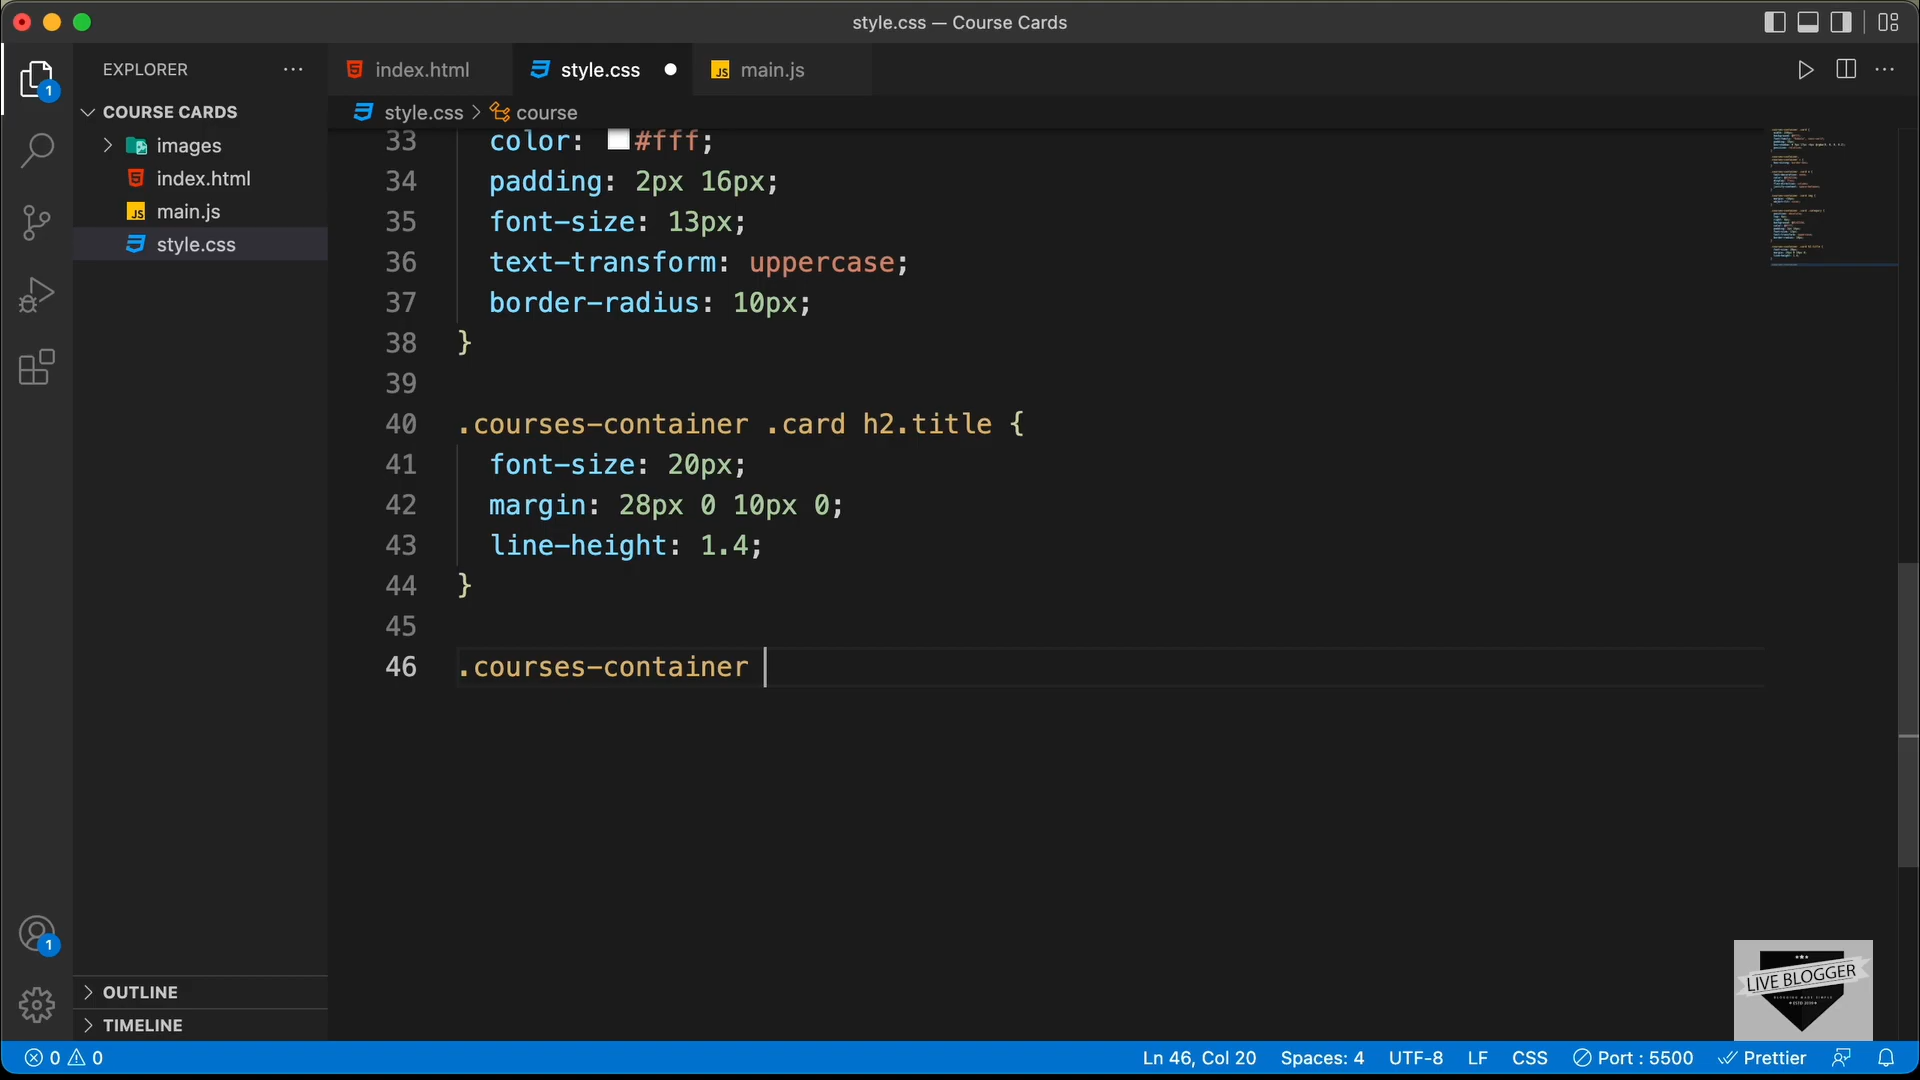 style.css — Course Cards
EXPLORER
index.html
style.css
main.js
1
COURSE CARDS
style.css > course
images
index.html
main.js
style.css
33 color: #fff;
34 padding: 2px 16px;
35 font-size: 13px;
36 text-transform: uppercase;
37 border-radius: 10px;
38 }
39
40 .courses-container .card h2.title {
41 font-size: 20px;
42 margin: 28px 0 10px 0;
43 line-height: 1.4;
44 }
45
46 .courses-container
1
LIVE BLOGGER
OUTLINE
TIMELINE
0 0
Ln 46, Col 20 Spaces: 4 UTF-8 LF CSS Port : 5500 Prettier